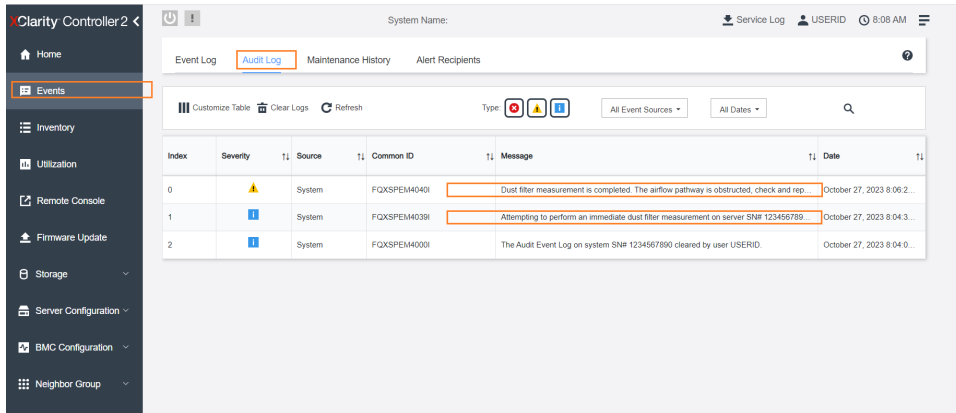 XClarity Controller 2
System Name:
Service Log
USERID
8:08 AM
Home
Events
Inventory
Utilization
Remote Console
Firmware Update
Storage
Server Configuration
BMC Configuration
Neighbor Group
Event Log
Audit Log
Maintenance History
Alert Recipients
Customize Table
Clear Logs
Refresh
Type:
All Event Sources
All Dates
Index Severity Source Common ID Message Date
0 System FQXSPEM4040I Dust filter measurement is completed. The airflow pathway is obstructed, check and rep... October 27, 2023 8:06:2...
1 System FQXSPEM4039I Attempting to perform an immediate dust filter measurement on server SN# 123456789... October 27, 2023 8:04:3...
2 System FQXSPEM4000I The Audit Event Log on system SN# 1234567890 cleared by user USERID. October 27, 2023 8:04:0...